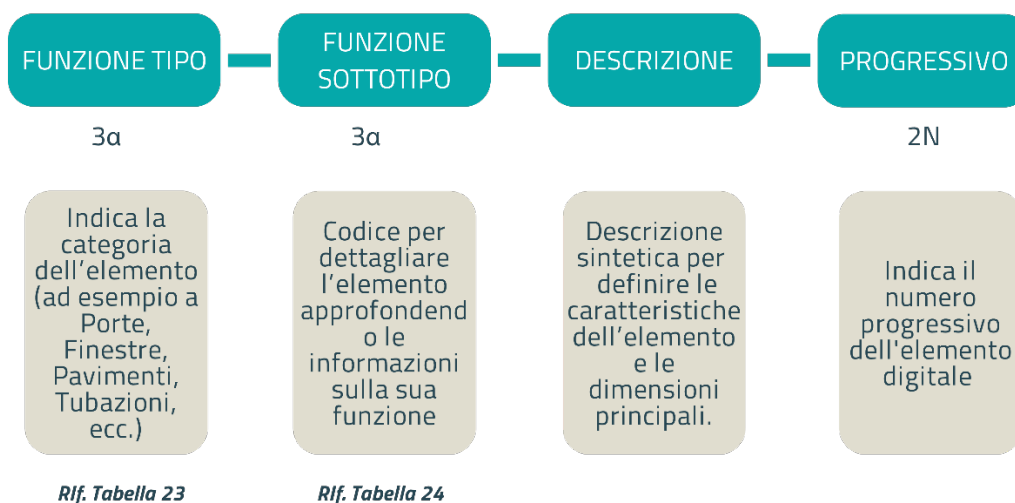 FUNZIONE TIPO
FUNZIONE
SOTTOTIPO
DESCRIZIONE
PROGRESSIVO
3α
3α
2N
Indica la
categoria
dell'elemento
(ad esempio a
Porte,
Finestre,
Pavimenti,
Tubazioni,
ecc.)
Codice per
dettagliare
l'elemento
approfondend
o le
informazioni
sulla sua
funzione
Descrizione
sintetica per
definire le
caratteristiche
dell'elemento
e le
dimensioni
principali.
Indica il
numero
progressivo
dell'elemento
digitale
RIf. Tabella 23
RIf. Tabella 24